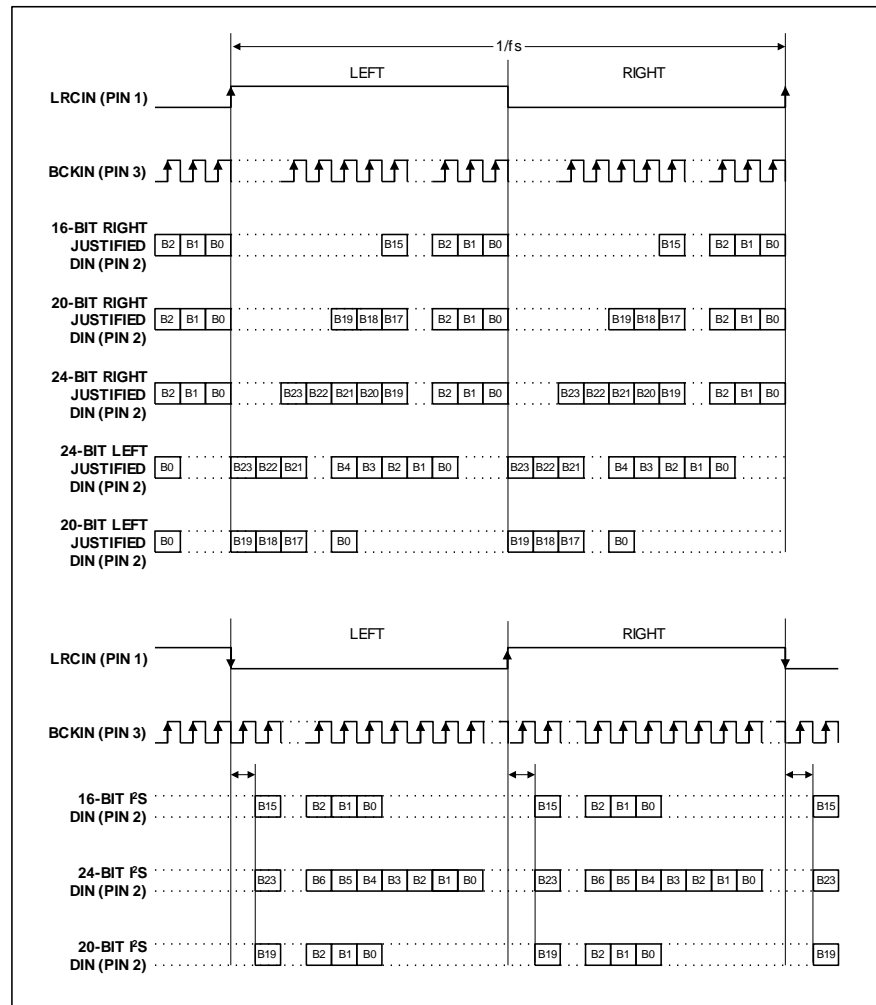 1/fs
LEFT RIGHT
LRCIN (PIN 1)
BCKIN (PIN 3)
16-BIT RIGHT
JUSTIFIED
DIN (PIN 2)
B2 B1 B0 B15 B2 B1 B0 B15 B2 B1 B0
20-BIT RIGHT
JUSTIFIED
DIN (PIN 2)
B2 B1 B0 B19 B18 B17 B2 B1 B0 B19 B18 B17 B2 B1 B0
24-BIT RIGHT
JUSTIFIED
DIN (PIN 2)
B2 B1 B0 B23 B22 B21 B20 B19 B2 B1 B0 B23 B22 B21 B20 B19 B2 B1 B0
24-BIT LEFT
JUSTIFIED
DIN (PIN 2)
B0 B23 B22 B21 B4 B3 B2 B1 B0 B23 B22 B21 B4 B3 B2 B1 B0
20-BIT LEFT
JUSTIFIED
DIN (PIN 2)
B0 B19 B18 B17 B0 B19 B18 B17 B0
LEFT RIGHT
LRCIN (PIN 1)
BCKIN (PIN 3)
16-BIT I²S
DIN (PIN 2)
B15 B2 B1 B0 B15 B2 B1 B0 B15
24-BIT I²S
DIN (PIN 2)
B23 B6 B5 B4 B3 B2 B1 B0 B23 B6 B5 B4 B3 B2 B1 B0 B23
20-BIT I²S
DIN (PIN 2)
B19 B2 B1 B0 B19 B2 B1 B0 B19